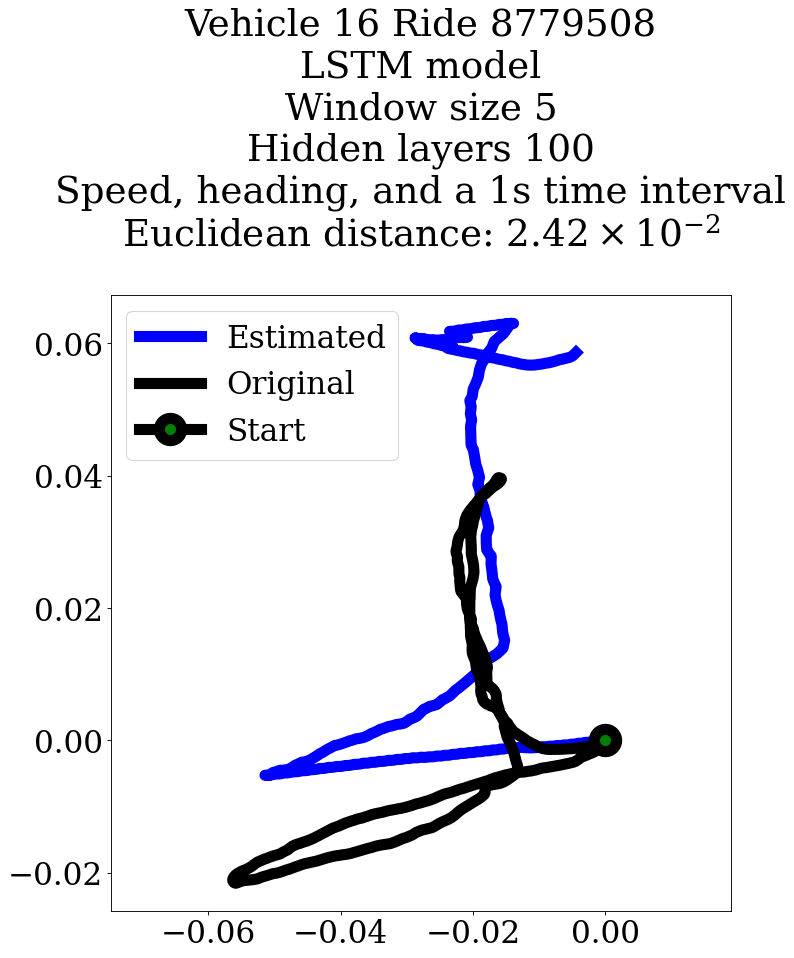 Vehicle 16 Ride 8779508
LSTM model
Window size 5
Hidden layers 100
Speed, heading, and a 1s time interval
Euclidean distance: 2.42 × 10⁻²
Estimated
Original
Start
0.06
0.04
0.02
0.00
−0.02
−0.06 −0.04 −0.02 0.00